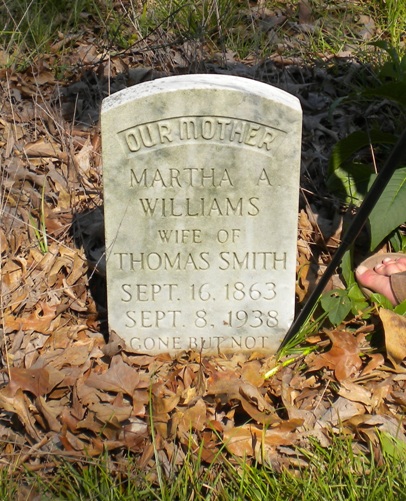 OUR MOTHER
MARTHA A.
WILLIAMS
WIFE OF
THOMAS SMITH
SEPT. 16, 1863
SEPT. 8, 1938
GONE BUT NOT